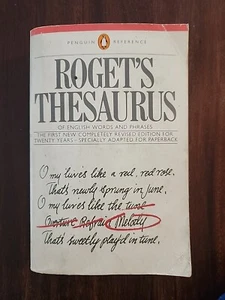 PENGUIN REFERENCE
ROGET'S
THESAURUS
OF ENGLISH WORDS AND PHRASES
THE FIRST NEW COMPLETELY REVISED EDITION FOR
TWENTY YEARS - SPECIALLY ADAPTED FOR PAPERBACK
O my luve's like a red, red rose,
That's newly sprung in June,
O my luve's like the tune
Overture Refrain Melody
That's sweetly play'd in tune.